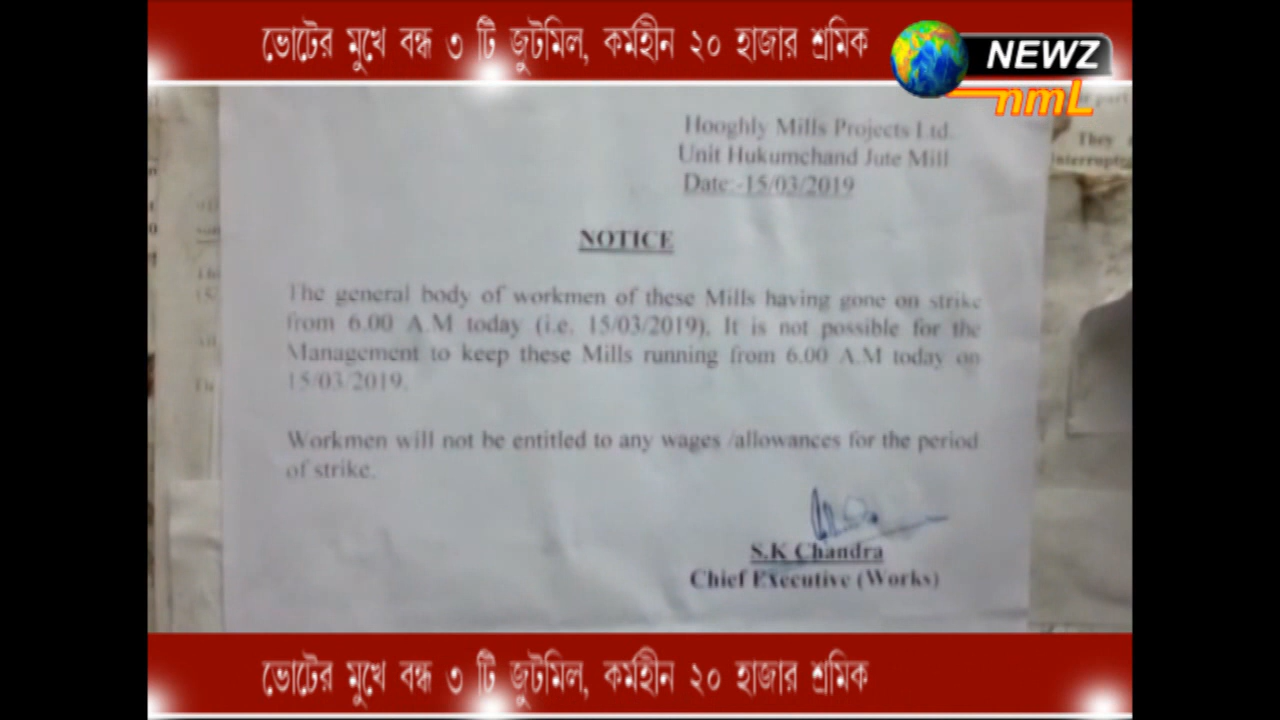 ভোটের মুখে বন্ধ ৩ টি জুটমিল, কর্মহীন ২০ হাজার শ্রমিক
NEWZ
nmL
Hooghly Mills Projects Ltd.
Unit Hukumchand Jute Mill
Date:-15/03/2019
They
interrupt
NOTICE
The general body of workmen of these Mills having gone on strike
from 6.00 A.M today (i.e. 15/03/2019). It is not possible for the
Management to keep these Mills running from 6.00 A.M today on
15/03/2019.
Workmen will not be entitled to any wages /allowances for the period
of strike.
S.K Chandra
Chief Executive (Works)
ভোটের মুখে বন্ধ ৩ টি জুটমিল, কর্মহীন ২০ হাজার শ্রমিক